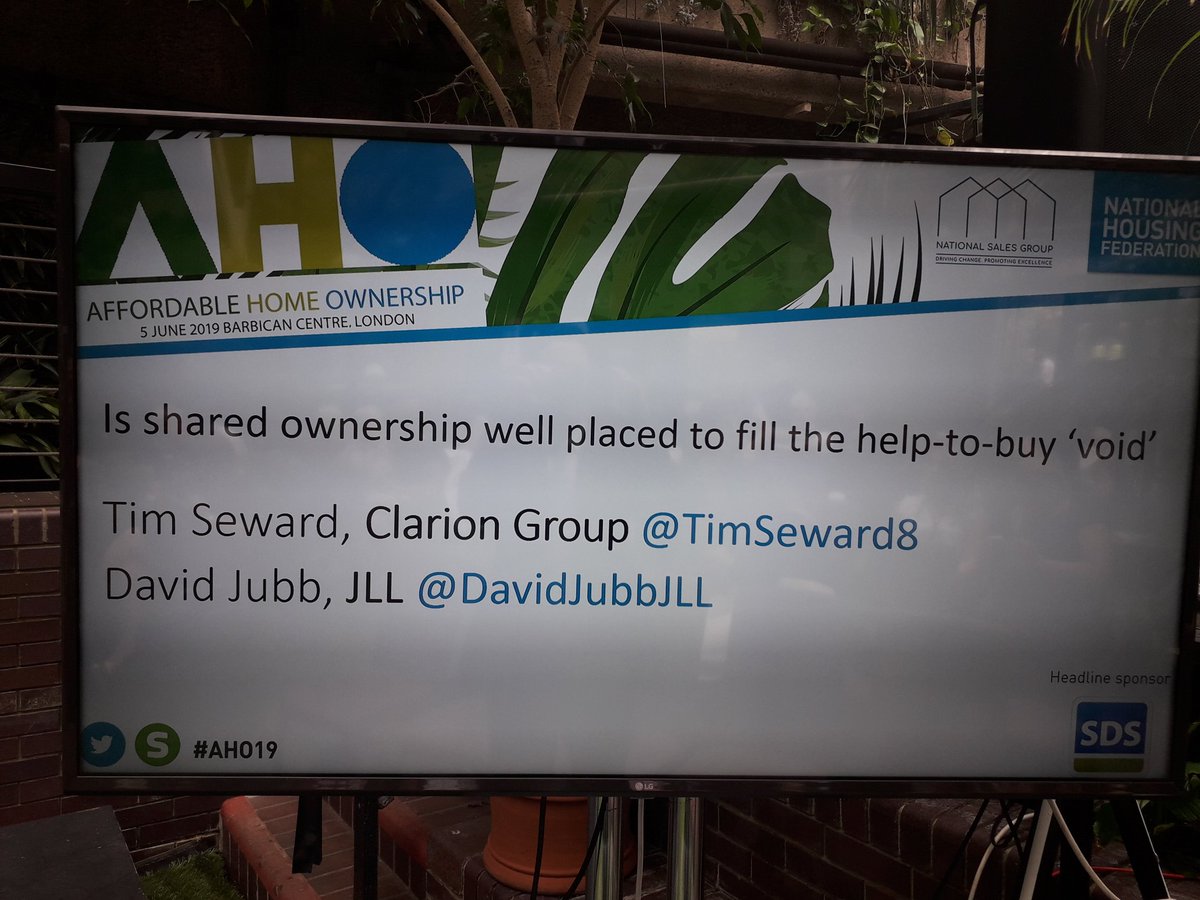 AHO
AFFORDABLE HOME OWNERSHIP
5 JUNE 2019 BARBICAN CENTRE, LONDON
NATIONAL SALES GROUP
DRIVING CHANGE, PROMOTING EXCELLENCE
NATIONAL
HOUSING
FEDERATION
Is shared ownership well placed to fill the help-to-buy ‘void’
Tim Seward, Clarion Group @TimSeward8
David Jubb, JLL @DavidJubbJLL
Headline sponsor
SDS
S #AHO19
LG